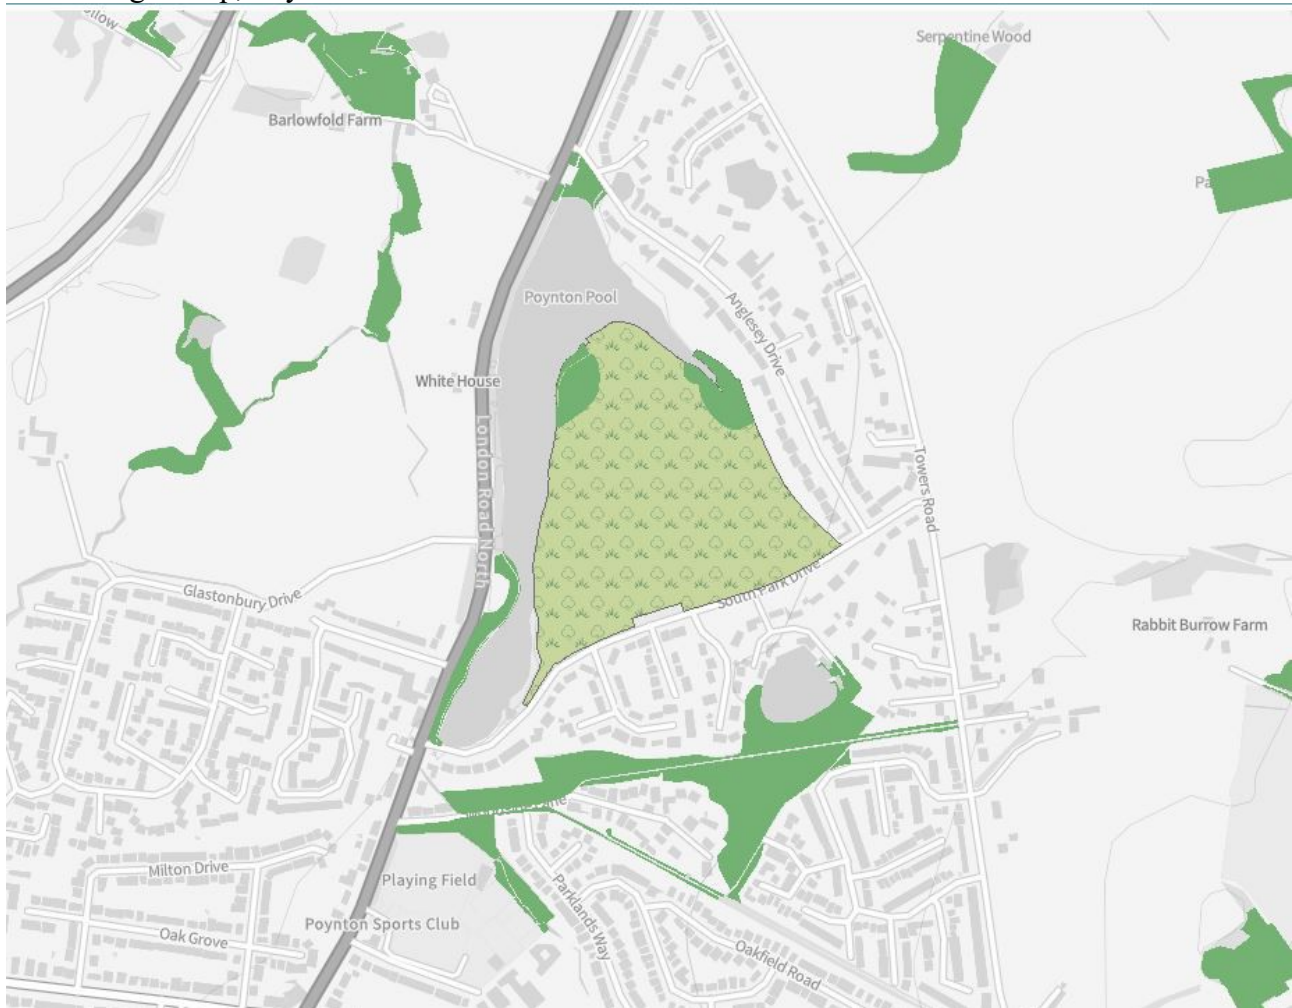 Serpentine Wood
Barlowfold Farm
Poynton Pool
Anglesey Drive
White House
London Road North
Towers Road
South Park Drive
Glastonbury Drive
Rabbit Burrow Farm
Milton Drive
Playing Field
Poynton Sports Club
Parklands Way
Oak Grove
Oakfield Road